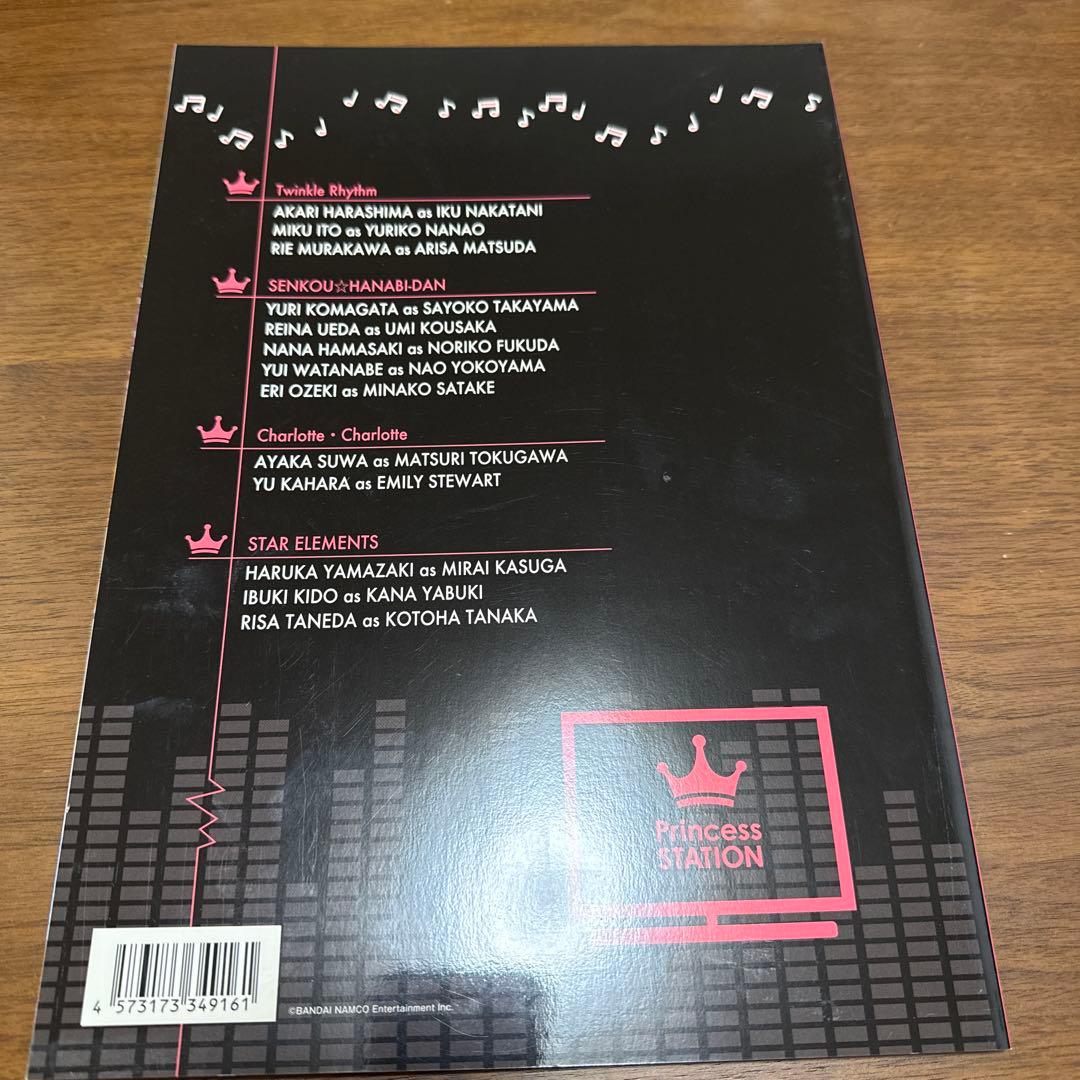 Twinkle Rhythm
AKARI HARASHIMA as IKU NAKATANI
MIKU ITO as YURIKO NANAO
RIE MURAKAWA as ARISA MATSUDA
SENKOU☆HANABI-DAN
YURI KOMAGATA as SAYOKO TAKAYAMA
REINA UEDA as UMI KOUSAKA
NANA HAMASAKI as NORIKO FUKUDA
YUI WATANABE as NAO YOKOYAMA
ERI OZEKI as MINAKO SATAKE
Charlotte・Charlotte
AYAKA SUWA as MATSURI TOKUGAWA
YU KAHARA as EMILY STEWART
STAR ELEMENTS
HARUKA YAMAZAKI as MIRAI KASUGA
IBUKI KIDO as KANA YABUKI
RISA TANEDA as KOTOHA TANAKA
Princess
STATION
4 573173 349161
©BANDAI NAMCO Entertainment Inc.